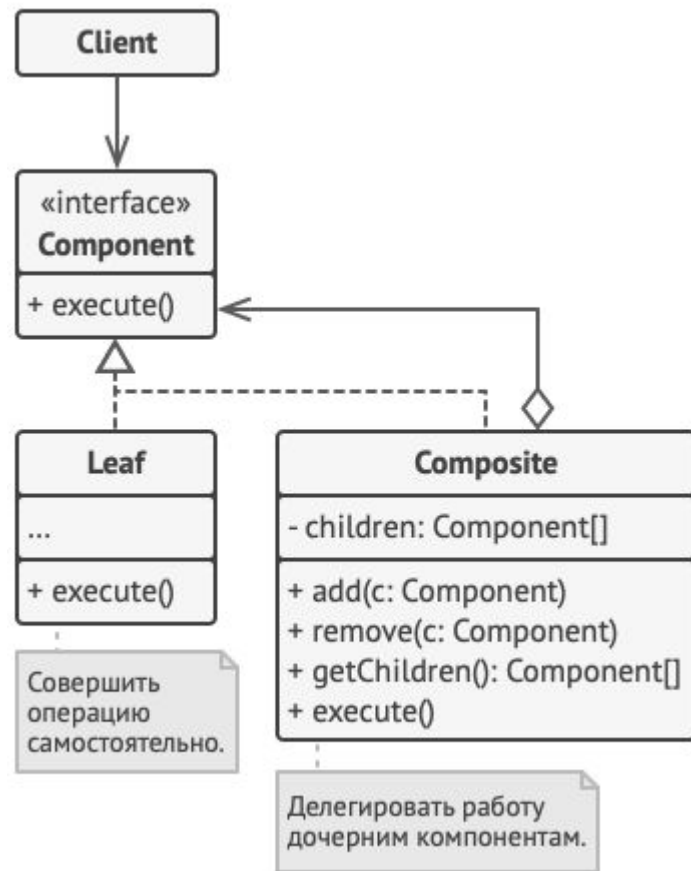 Client
«interface»
Component
+ execute()
Leaf
...
+ execute()
Совершить
операцию
самостоятельно.
Composite
- children: Component[]
+ add(c: Component)
+ remove(c: Component)
+ getChildren(): Component[]
+ execute()
Делегировать работу
дочерним компонентам.